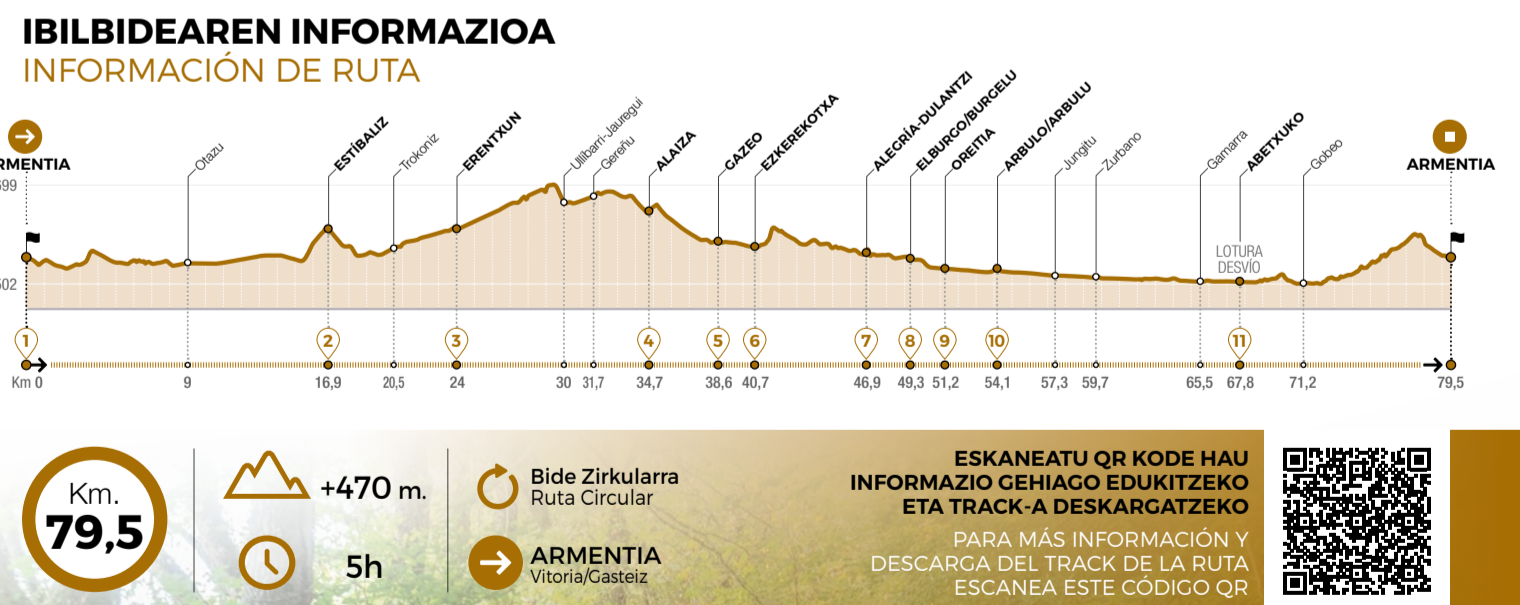 IBILBIDEAREN INFORMAZIOA
INFORMACIÓN DE RUTA
RMENTIA
Otazu
ESTÍBALIZ
Trokoniz
ERENTXUN
Ullibarri-Jauregui
Gereñu
ALAIZA
GAZEO
EZKEREKOTXA
ALEGRÍA-DULANTZI
ELBURGO/BURGELU
OREITIA
ARBULO/ARBULU
Jungitu
Zurbano
Gamarra
ABETXUKO
Gobeo
ARMENTIA
699
LOTURA
DESVÍO
502
1 2 3 4 5 6 7 8 9 10 11
Km 0 9 16,9 20,5 24 30 31,7 34,7 38,6 40,7 46,9 49,3 51,2 54,1 57,3 59,7 65,5 67,8 71,2 79,5
Km.
79,5
+470 m.
5h
Bide Zirkularra
Ruta Circular
ARMENTIA
Vitoria/Gasteiz
ESKANEATU QR KODE HAU
INFORMAZIO GEHIAGO EDUKITZEKO
ETA TRACK-A DESKARGATZEKO
PARA MÁS INFORMACIÓN Y
DESCARGA DEL TRACK DE LA RUTA
ESCANEA ESTE CÓDIGO QR